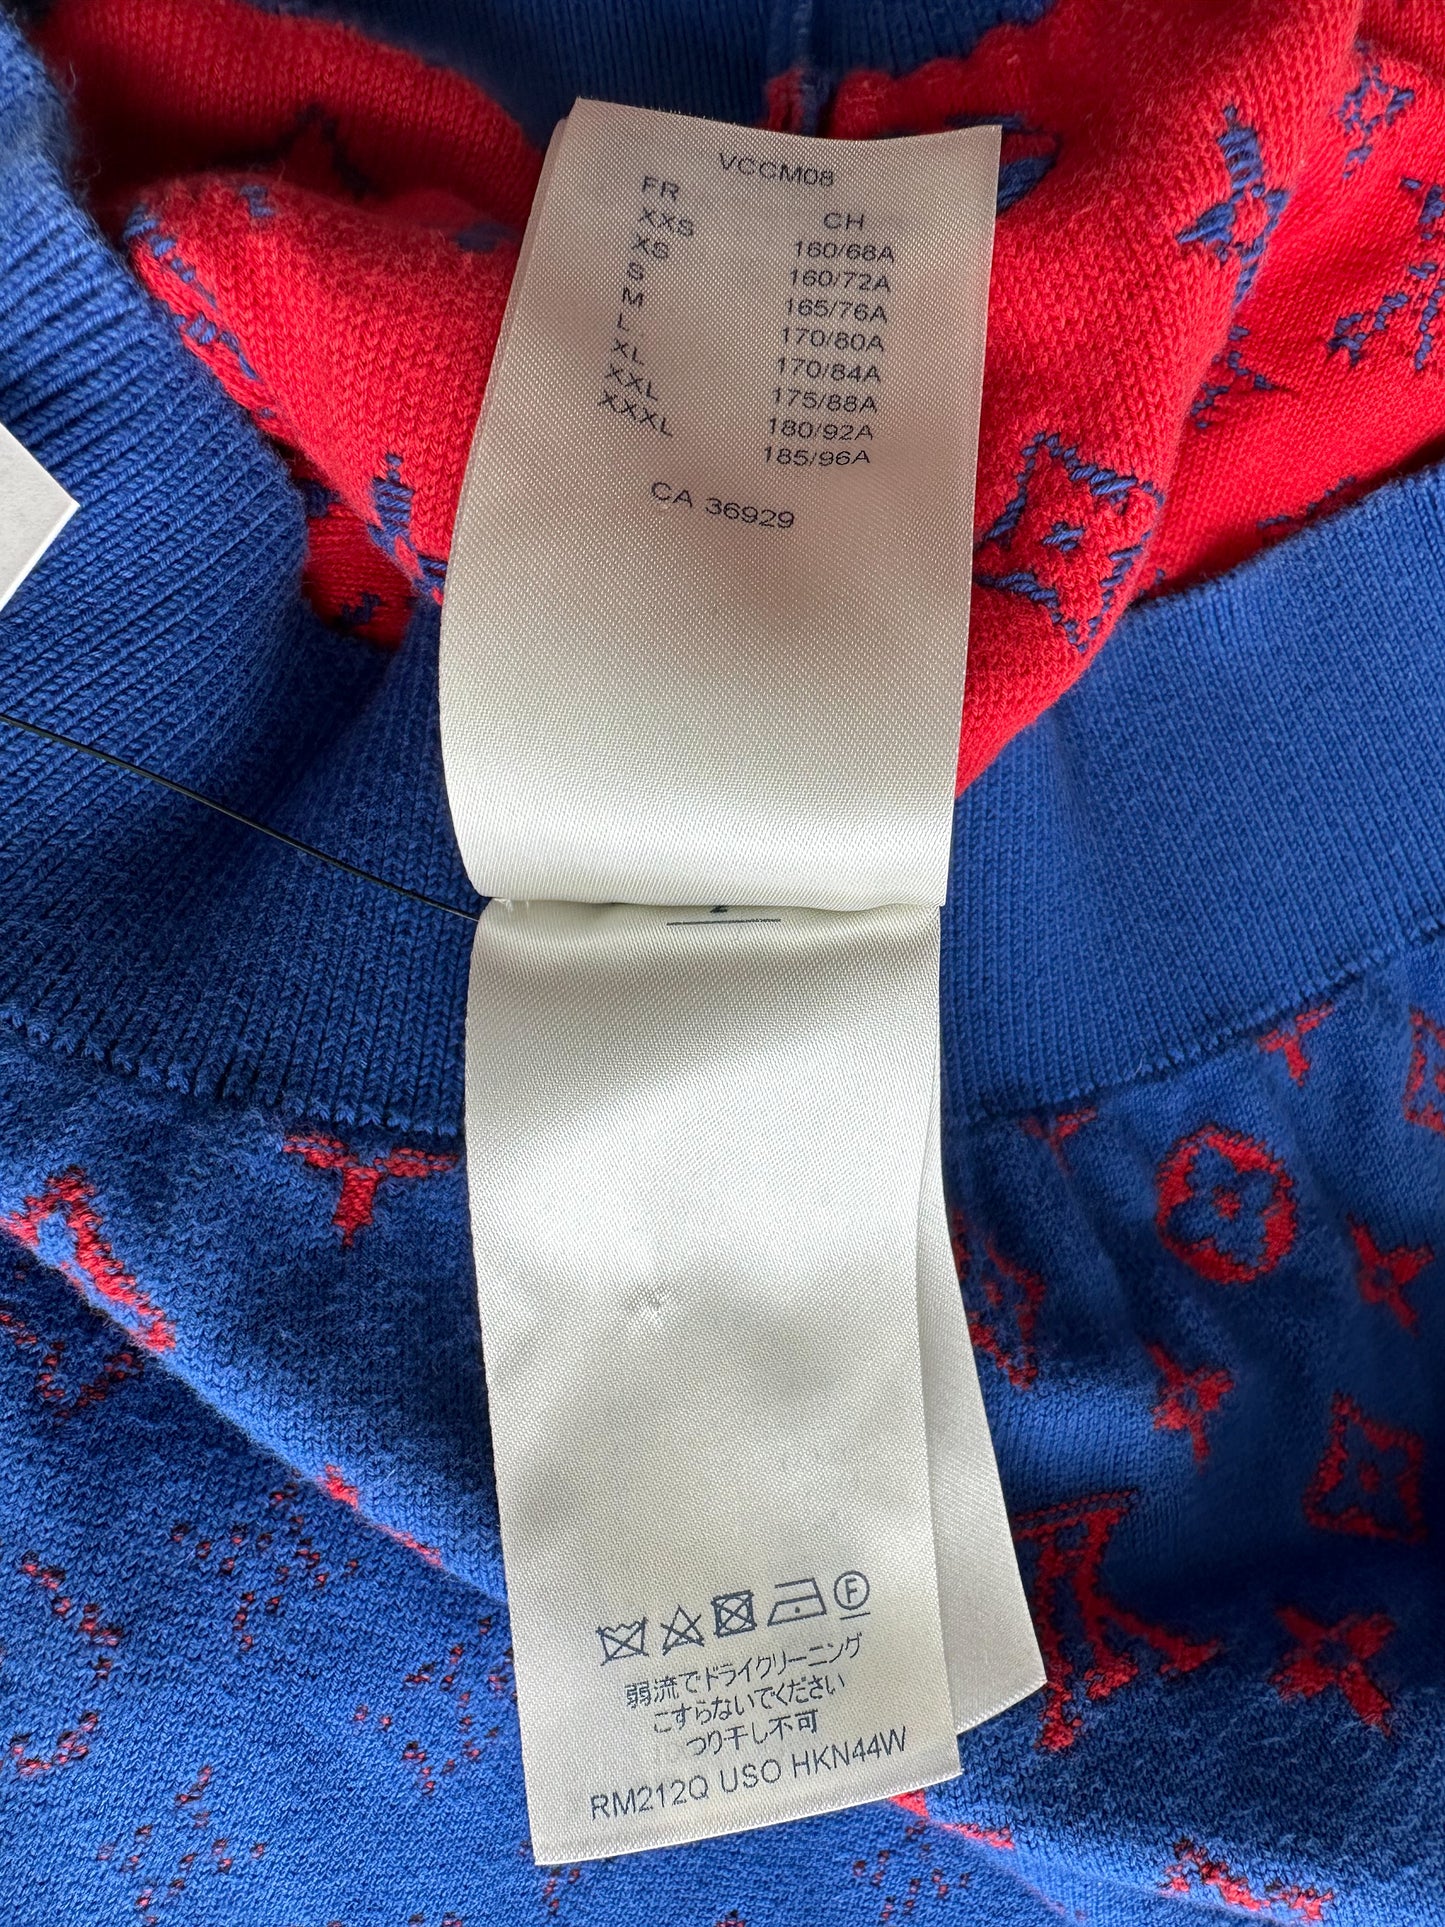 VCCM08
FR CH
XXS 160/68A
XS 160/72A
S 165/76A
M 170/80A
L 170/84A
XL 175/88A
XXL 180/92A
XXXL 185/96A
CA 36929
F
弱流でドライクリーニング
こすらないでください
つり干し不可
RM212Q USO HKN44W